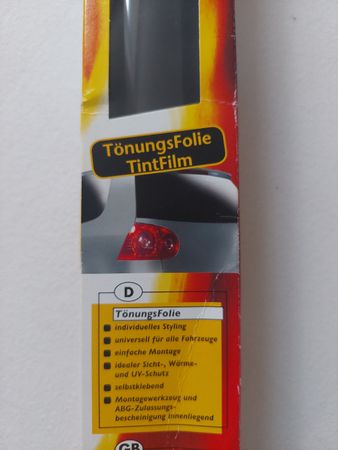 TönungsFolie
TintFilm
D
TönungsFolie
individuelles Styling
universell für alle Fahrzeuge
einfache Montage
idealer Sicht-, Wärme-
und UV-Schutz
selbstklebend
Montagewerkzeug und
ABG-Zulassungs-
bescheinigung innenliegend
GB